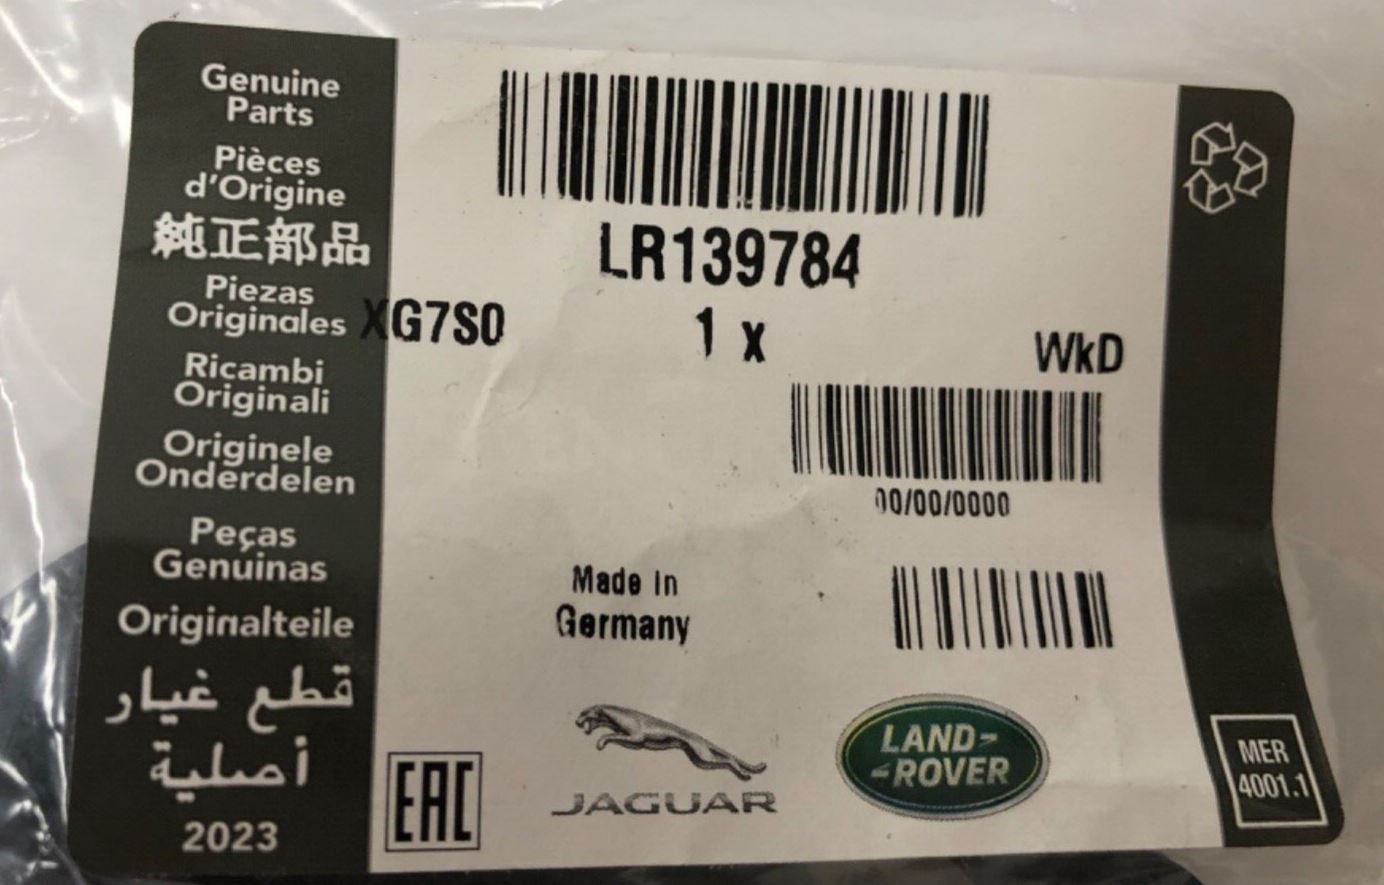 Genuine
Parts
Pièces
d'Origine
純正部品
Piezas
Originales
Ricambi
Originali
Originele
Onderdelen
Peças
Genuinas
Originalteile
قطع غيار
أصلية
2023
LR139784
XG7S0
1 x
WkD
00/00/0000
Made in
Germany
EAC
JAGUAR
LAND-
-ROVER
MER
4001.1